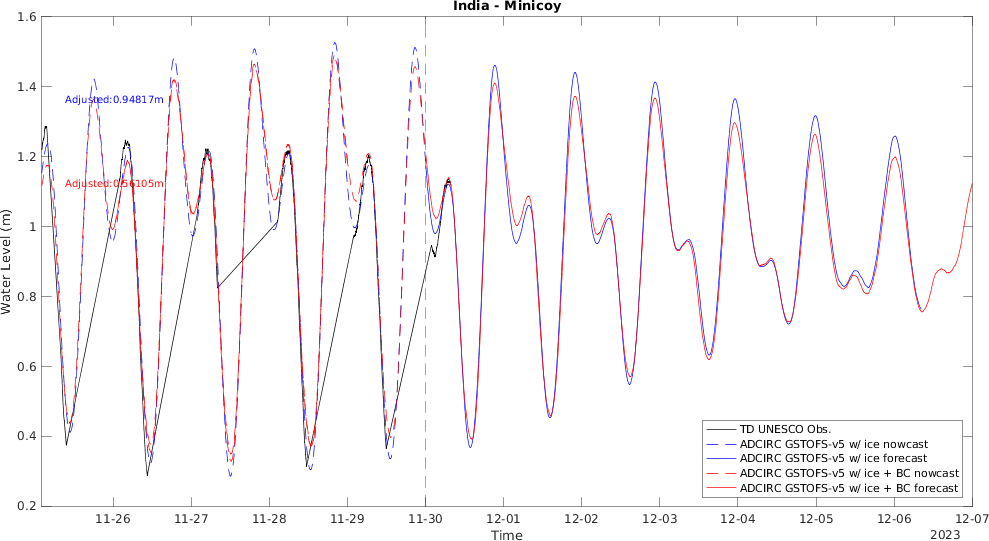 India - Minicoy
Water Level (m)
1.6
1.4
1.2
1
0.8
0.6
0.4
0.2
Adjusted:0.94817m
Adjusted:0.56105m
TD UNESCO Obs.
ADCIRC GSTOFS-v5 w/ ice nowcast
ADCIRC GSTOFS-v5 w/ ice forecast
ADCIRC GSTOFS-v5 w/ ice + BC nowcast
ADCIRC GSTOFS-v5 w/ ice + BC forecast
11-26 11-27 11-28 11-29 11-30 12-01 12-02 12-03 12-04 12-05 12-06 12-07
Time
2023